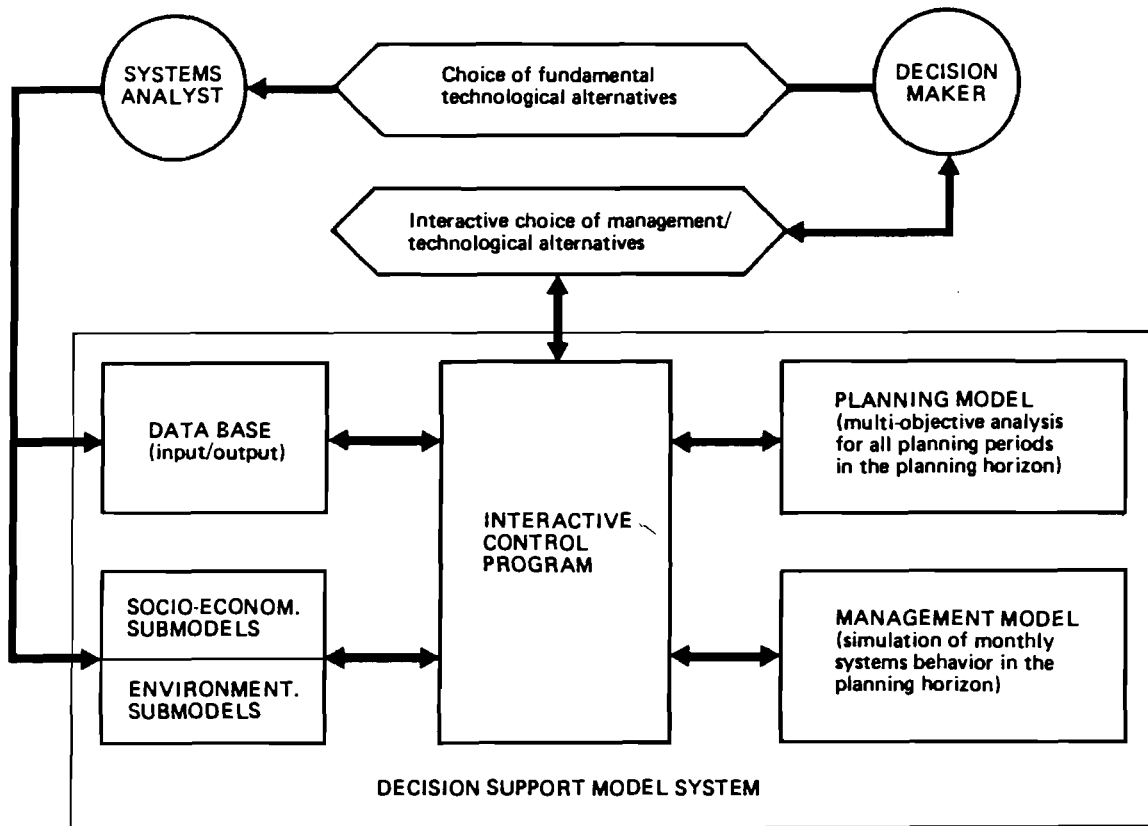 SYSTEMS
ANALYST
Choice of fundamental
technological alternatives
DECISION
MAKER
Interactive choice of management/
technological alternatives
DATA BASE
(input/output)
INTERACTIVE
CONTROL
PROGRAM
PLANNING MODEL
(multi-objective analysis
for all planning periods
in the planning horizon)
SOCIO-ECONOM.
SUBMODELS
ENVIRONMENT.
SUBMODELS
MANAGEMENT MODEL
(simulation of monthly
systems behavior in the
planning horizon)
DECISION SUPPORT MODEL SYSTEM